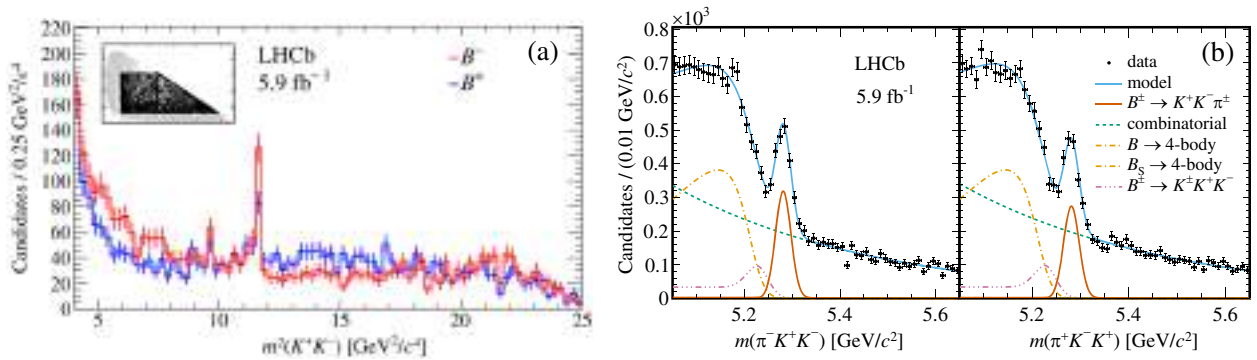 220
200
180
160
140
120
100
80
60
40
20
0
5
10
15
20
25
Candidates / 0.25 GeV²/c⁴
m²(K⁺K⁻) [GeV²/c⁴]
LHCb
5.9 fb⁻¹
B⁻
B⁺
(a)
×10³
0.8
0.7
0.6
0.5
0.4
0.3
0.2
0.1
0
Candidates / (0.01 GeV/c²)
LHCb
5.9 fb⁻¹
5.2
5.4
5.6
m(π⁻K⁺K⁻) [GeV/c²]
(b)
data
model
B± → K⁺K⁻π±
combinatorial
B → 4-body
Bₛ → 4-body
B± → K±K⁺K⁻
5.2
5.4
5.6
m(π⁺K⁻K⁺) [GeV/c²]